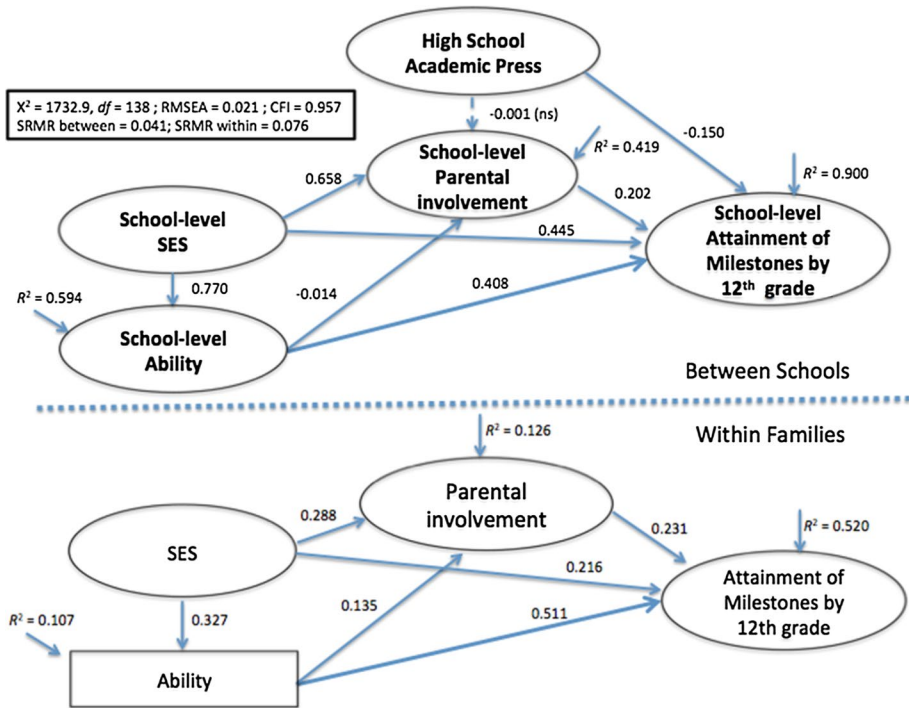 High School
Academic Press
X² = 1732.9, df = 138 ; RMSEA = 0.021 ; CFI = 0.957
SRMR between = 0.041; SRMR within = 0.076
-0.001 (ns)
-0.150
R² = 0.419
R² = 0.900
School-level
Parental
involvement
0.658
0.202
School-level
SES
0.445
School-level
Attainment of
Milestones by
12th grade
0.770
-0.014
0.408
R² = 0.594
School-level
Ability
Between Schools
Within Families
R² = 0.126
Parental
involvement
0.288
0.231
R² = 0.520
SES
0.216
Attainment of
Milestones by
12th grade
R² = 0.107
0.327
0.135
0.511
Ability